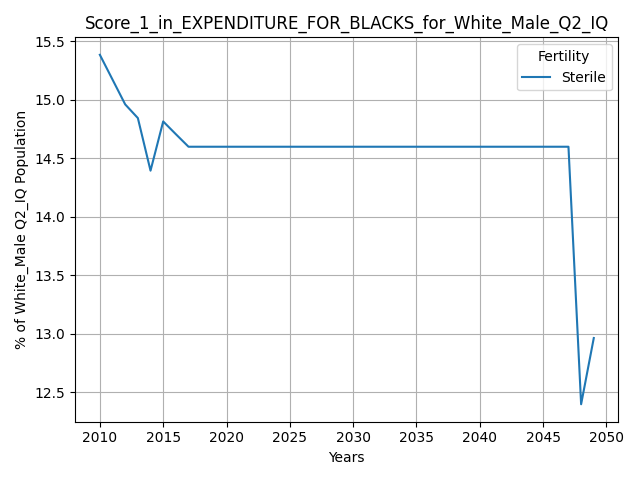 Score_1_in_EXPENDITURE_FOR_BLACKS_for_White_Male_Q2_IQ
15.5
15.0
14.5
14.0
13.5
13.0
12.5
% of White_Male Q2_IQ Population
Fertility
Sterile
2010 2015 2020 2025 2030 2035 2040 2045 2050
Years